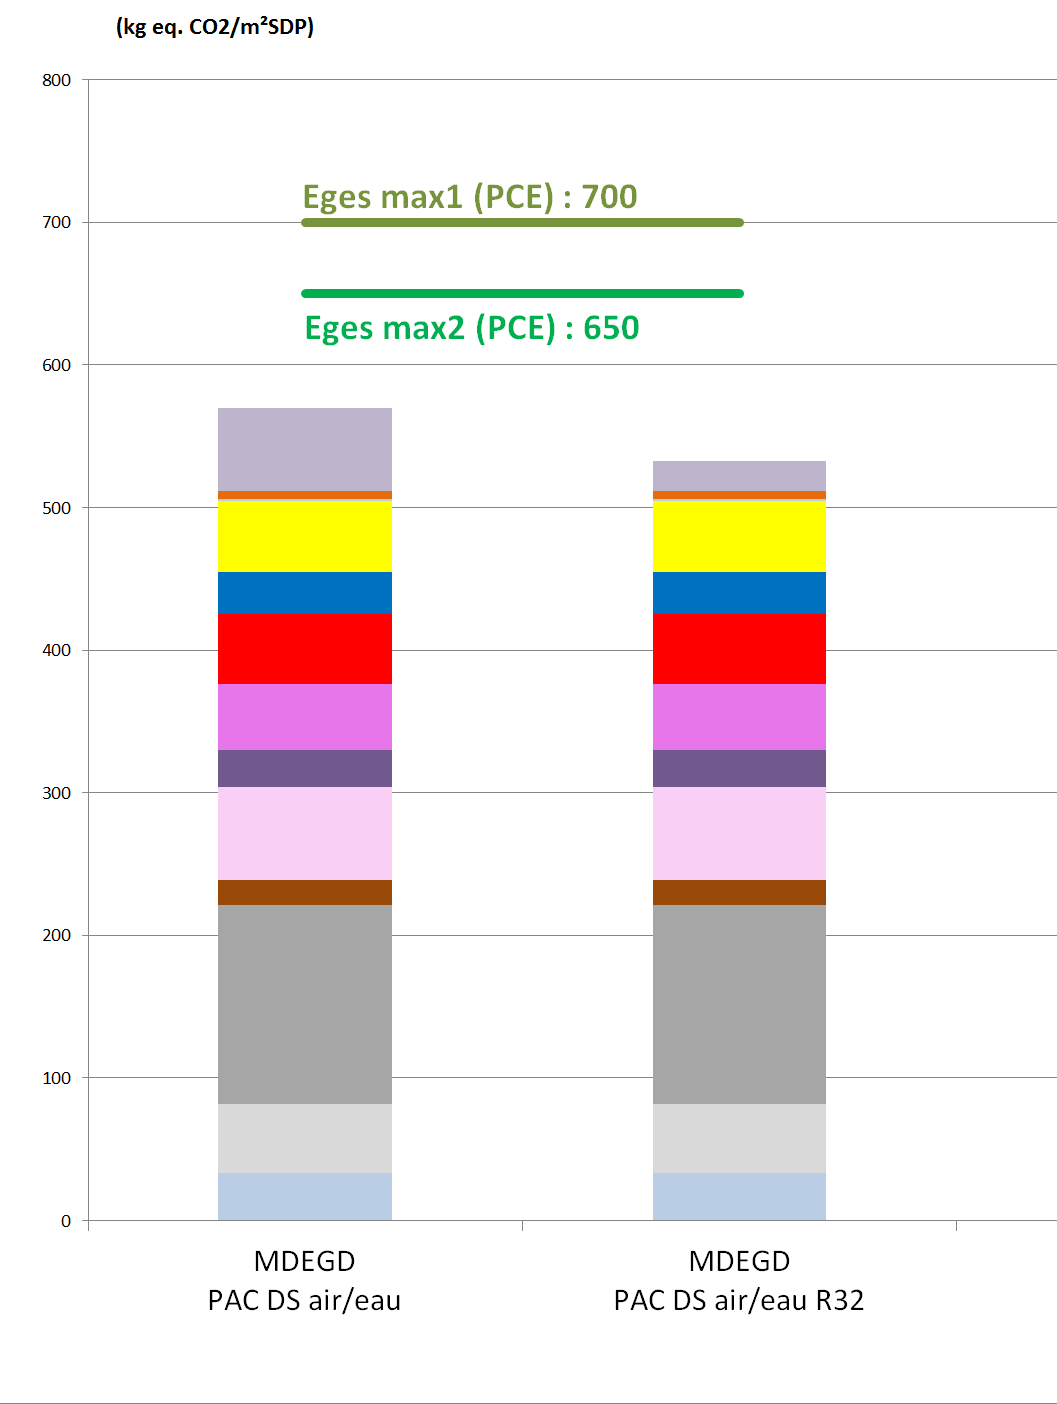 (kg eq. CO2/m²SDP)
800
Eges max1 (PCE) : 700
700
Eges max2 (PCE) : 650
600
500
400
300
200
100
0
MDEGD
PAC DS air/eau
MDEGD
PAC DS air/eau R32